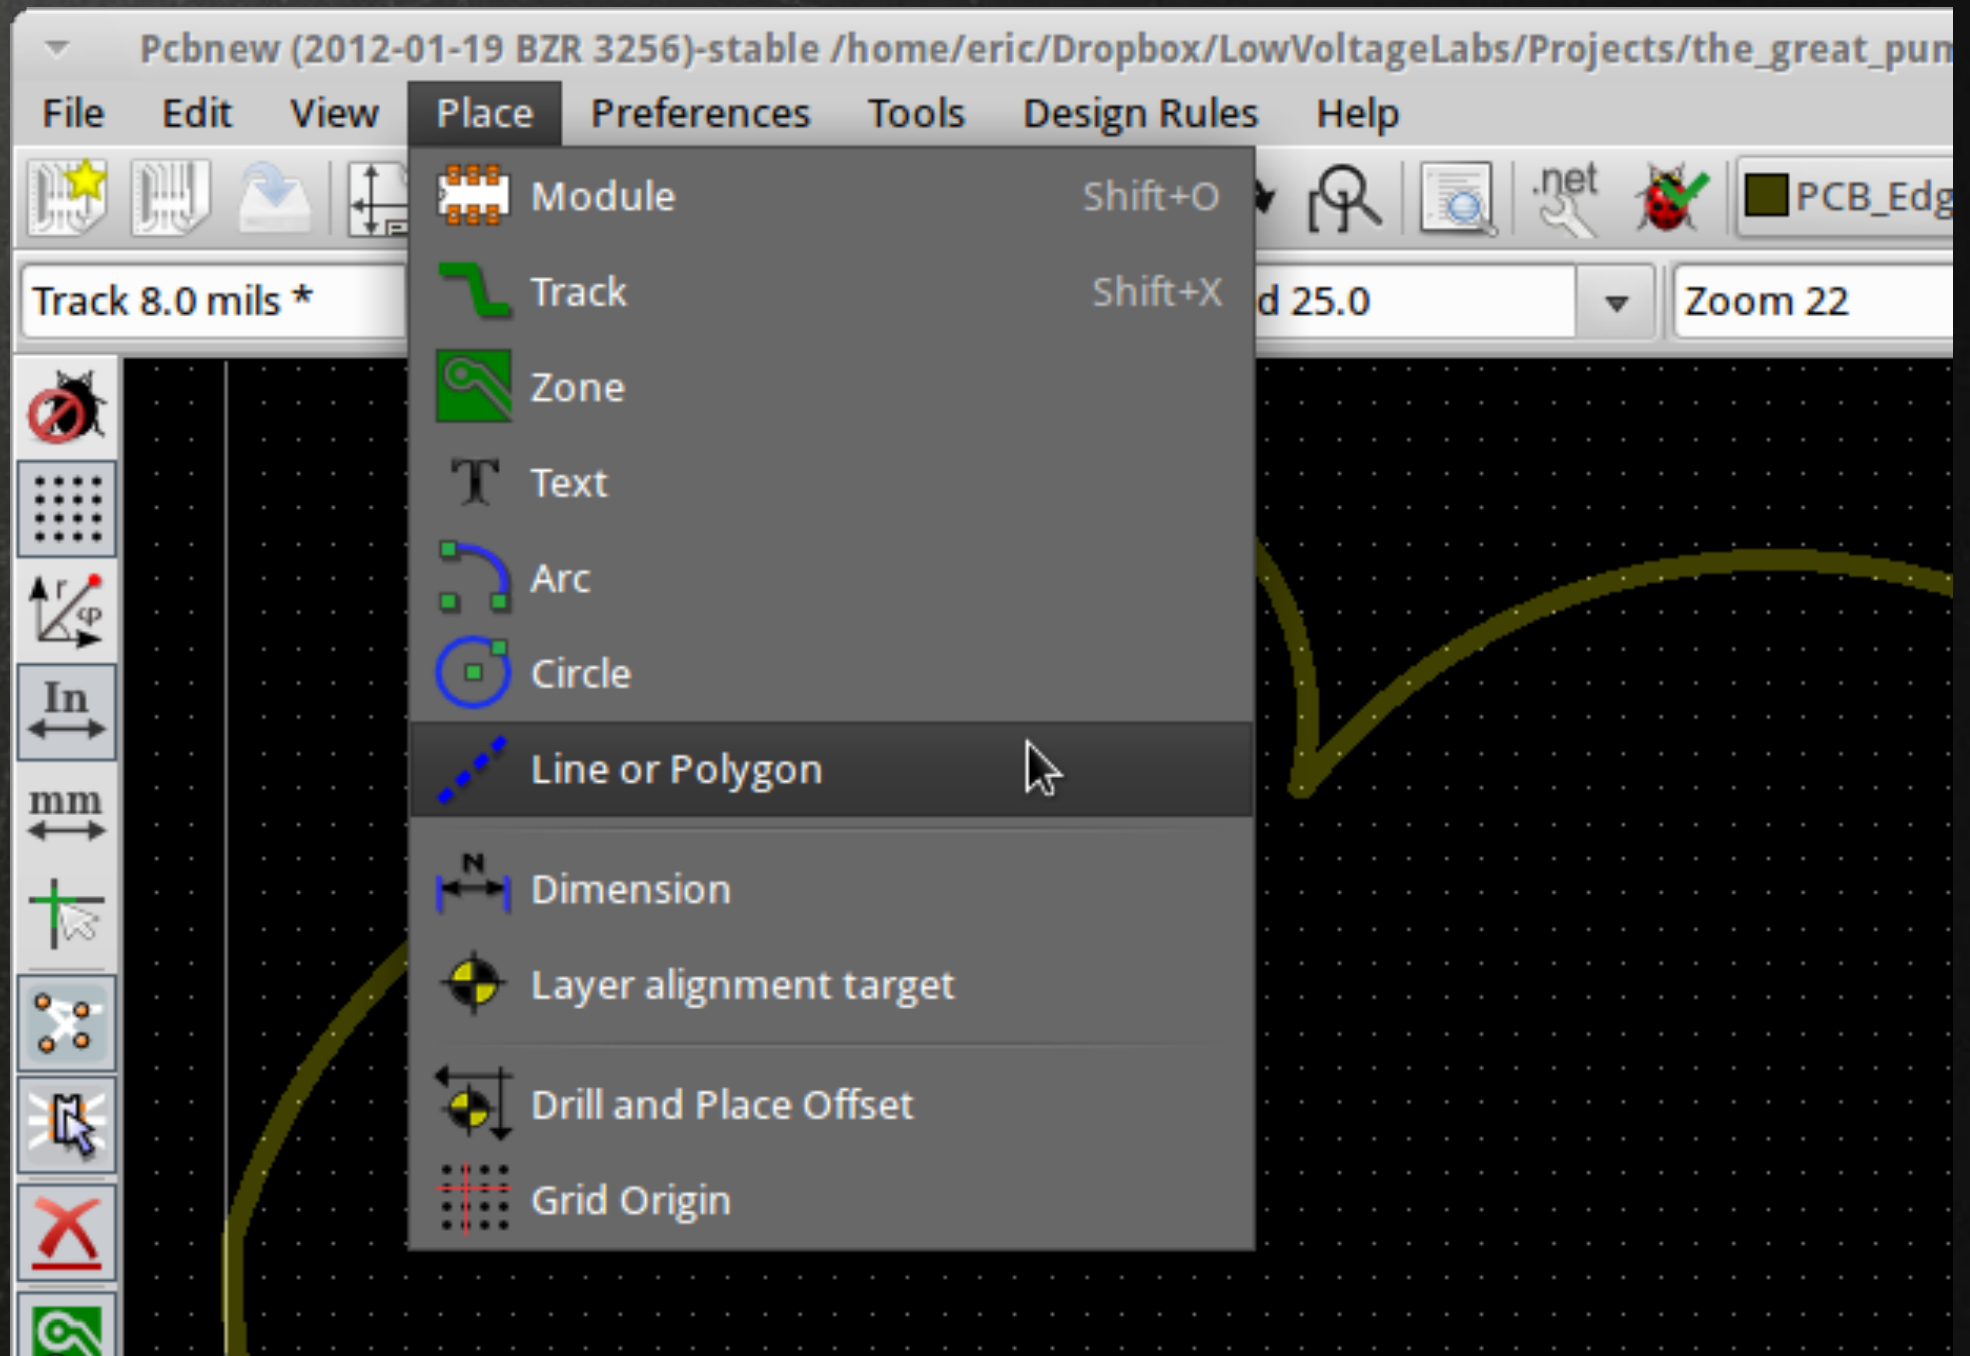 Pcbnew (2012-01-19 BZR 3256)-stable /home/eric/Dropbox/LowVoltageLabs/Projects/the_great_pum
File Edit View Place Preferences Tools Design Rules Help
.net PCB_Edg
Track 8.0 mils * d 25.0 Zoom 22
Module Shift+O
Track Shift+X
Zone
Text
Arc
Circle
Line or Polygon
Dimension
Layer alignment target
Drill and Place Offset
Grid Origin
r φ
In
mm
N